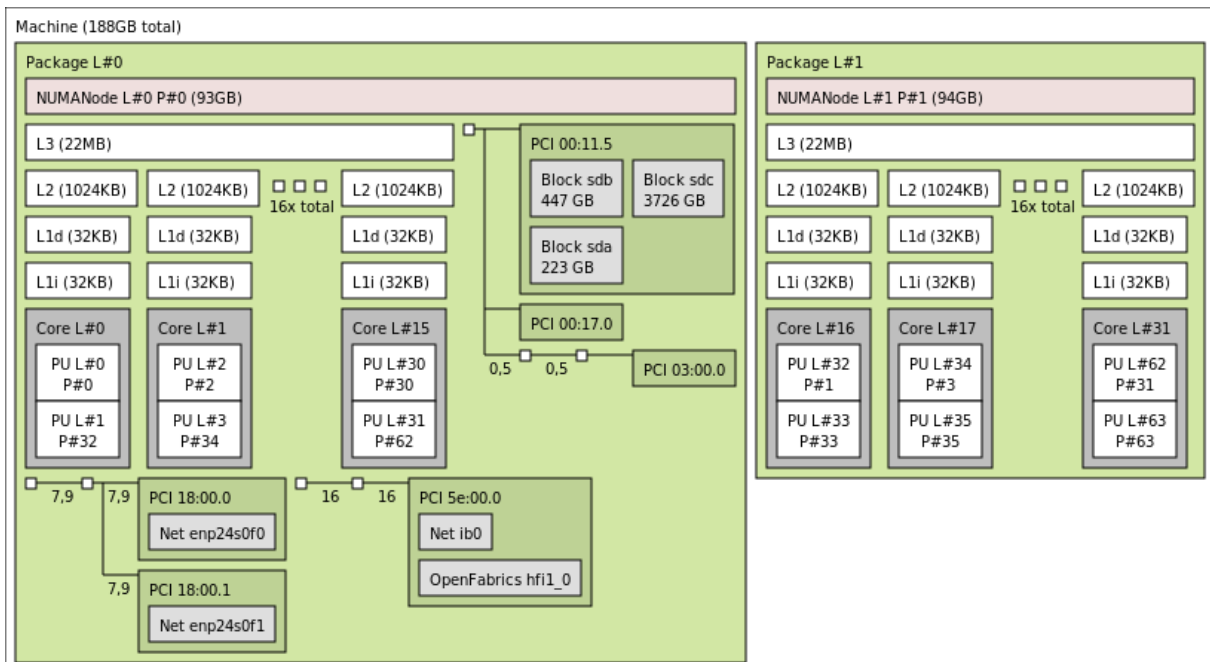 Machine (188GB total)
Package L#0
NUMANode L#0 P#0 (93GB)
L3 (22MB)
L2 (1024KB)
L2 (1024KB)
16x total
L2 (1024KB)
L1d (32KB)
L1d (32KB)
L1d (32KB)
L1i (32KB)
L1i (32KB)
L1i (32KB)
Core L#0
PU L#0
P#0
PU L#1
P#32
Core L#1
PU L#2
P#2
PU L#3
P#34
Core L#15
PU L#30
P#30
PU L#31
P#62
PCI 00:11.5
Block sdb
447 GB
Block sdc
3726 GB
Block sda
223 GB
PCI 00:17.0
0,5
0,5
PCI 03:00.0
7,9
7,9
PCI 18:00.0
Net enp24s0f0
7,9
PCI 18:00.1
Net enp24s0f1
16
16
PCI 5e:00.0
Net ib0
OpenFabrics hfi1_0
Package L#1
NUMANode L#1 P#1 (94GB)
L3 (22MB)
L2 (1024KB)
L2 (1024KB)
16x total
L2 (1024KB)
L1d (32KB)
L1d (32KB)
L1d (32KB)
L1i (32KB)
L1i (32KB)
L1i (32KB)
Core L#16
PU L#32
P#1
PU L#33
P#33
Core L#17
PU L#34
P#3
PU L#35
P#35
Core L#31
PU L#62
P#31
PU L#63
P#63